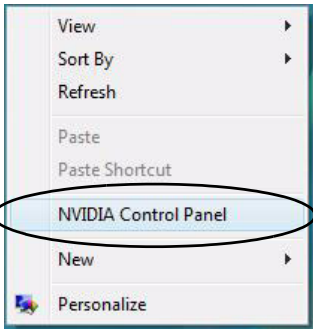 View
Sort By
Refresh
Paste
Paste Shortcut
NVIDIA Control Panel
New
Personalize